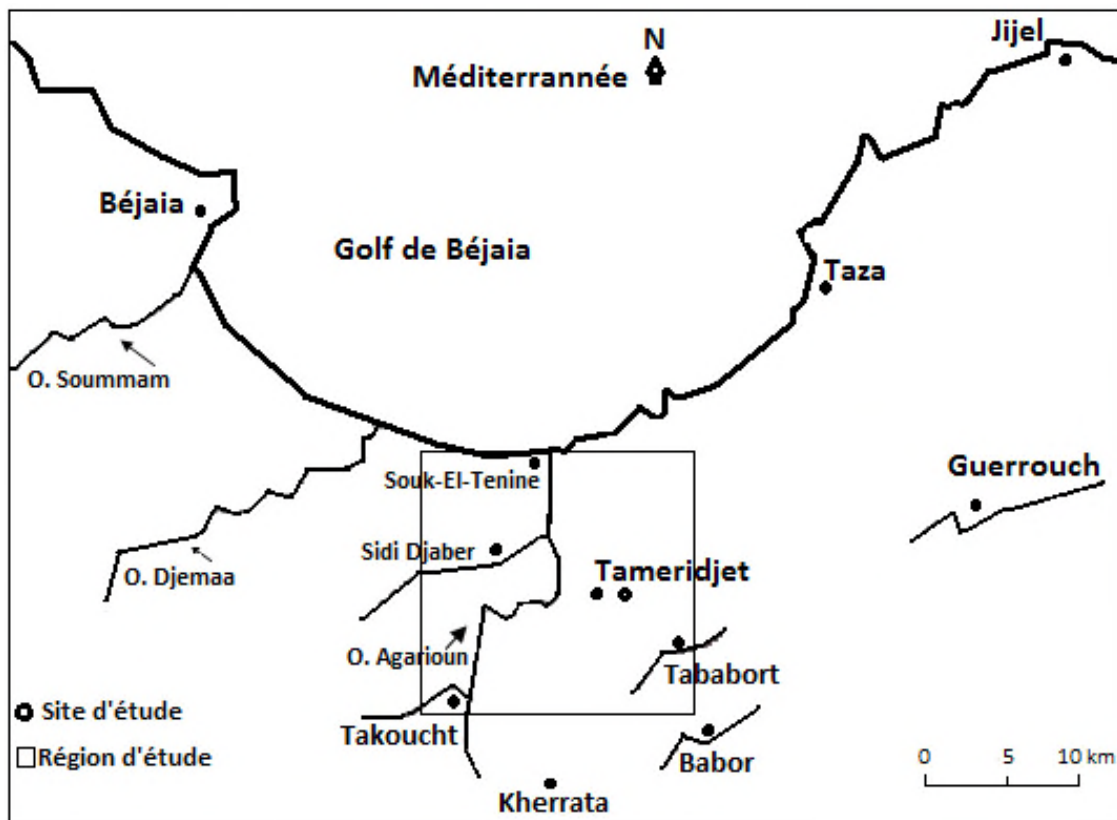 Jijel
N
Méditerrannée
Béjaia
Golf de Béjaia
Taza
O. Soummam
Souk-El-Tenine
Guerrouch
Sidi Djaber
O. Djemaa
Tameridjet
O. Agarioun
Tababort
Site d'étude
Takoucht
Région d'étude
Babor
0 5 10 km
Kherrata